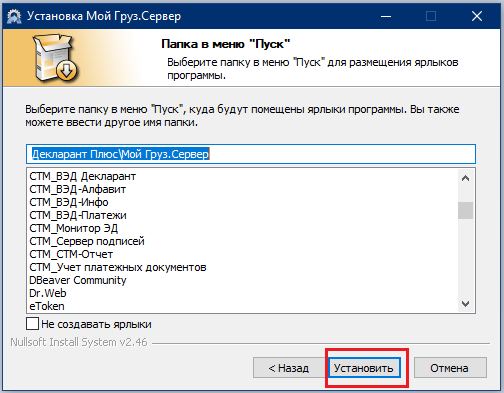 Установка Мой Груз.Сервер
Папка в меню "Пуск"
Выберите папку в меню "Пуск" для размещения ярлыков
программы.
Выберите папку в меню "Пуск", куда будут помещены ярлыки программы. Вы также
можете ввести другое имя папки.
Декларант Плюс\Мой Груз.Сервер
СТМ_ВЭД Декларант
СТМ_ВЭД-Алфавит
СТМ_ВЭД-Инфо
СТМ_ВЭД-Платежи
СТМ_Монитор ЭД
СТМ_Сервер подписей
СТМ_СТМ-Отчет
СТМ_Учет платежных документов
DBeaver Community
Dr.Web
eToken
Не создавать ярлыки
Nullsoft Install System v2.46
< Назад
Установить
Отмена